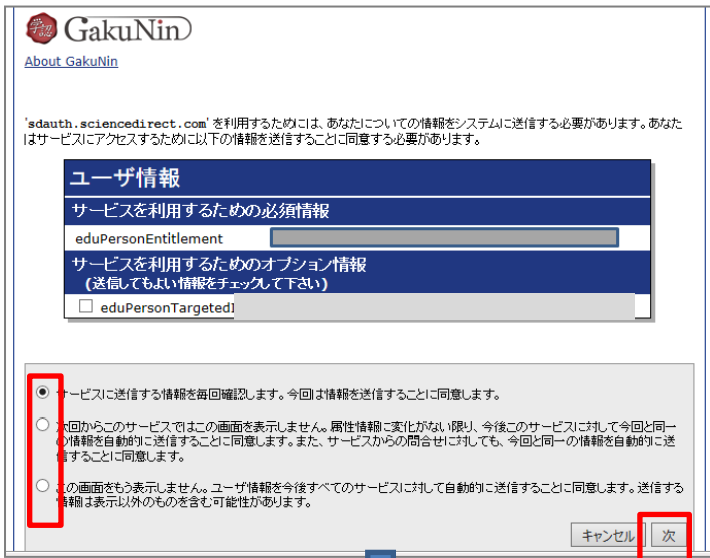 学認 GakuNin
About GakuNin
'sdauth.sciencedirect.com' を利用するためには、あなたについての情報をシステムに送信する必要があります。あなた
はサービスにアクセスするために以下の情報を送信することに同意する必要があります。
ユーザ情報
サービスを利用するための必須情報
eduPersonEntitlement
サービスを利用するためのオプション情報
(送信してもよい情報をチェックして下さい)
eduPersonTargetedI
サービスに送信する情報を毎回確認します。今回は情報を送信することに同意します。
次回からこのサービスではこの画面を表示しません。属性情報に変化がない限り、今後このサービスに対して今回と同一
の情報を自動的に送信することに同意します。また、サービスからの問合せに対しても、今回と同一の情報を自動的に送
信することに同意します。
この画面をもう表示しません。ユーザ情報を今後すべてのサービスに対して自動的に送信することに同意します。送信する
情報は表示以外のものを含む可能性があります。
キャンセル 次